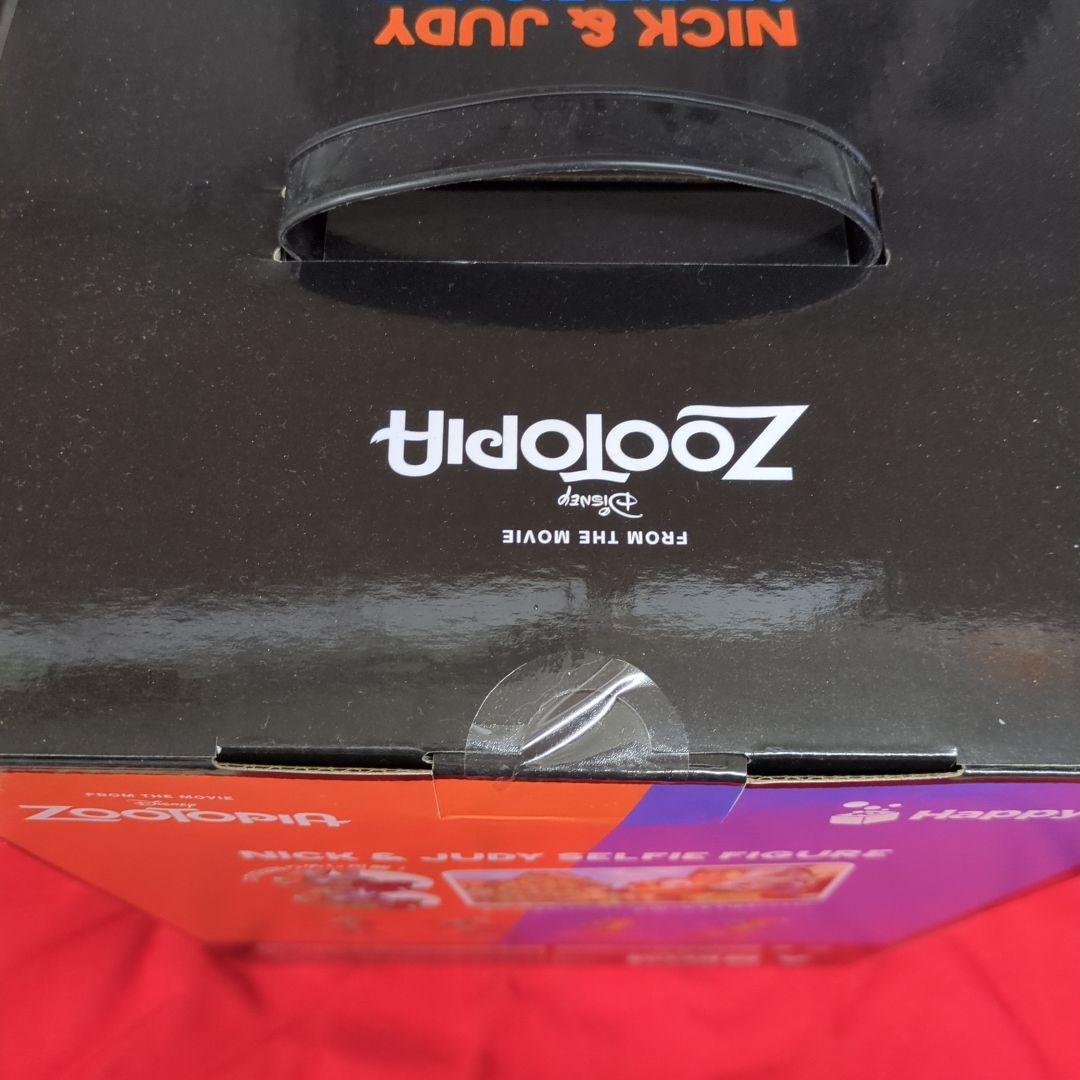 NICK & JUDY
FROM THE MOVIE
Disney
ZOOTOPIA
FROM THE MOVIE
Disney
ZOOTOPIA
Happy
NICK & JUDY SELFIE FIGURE